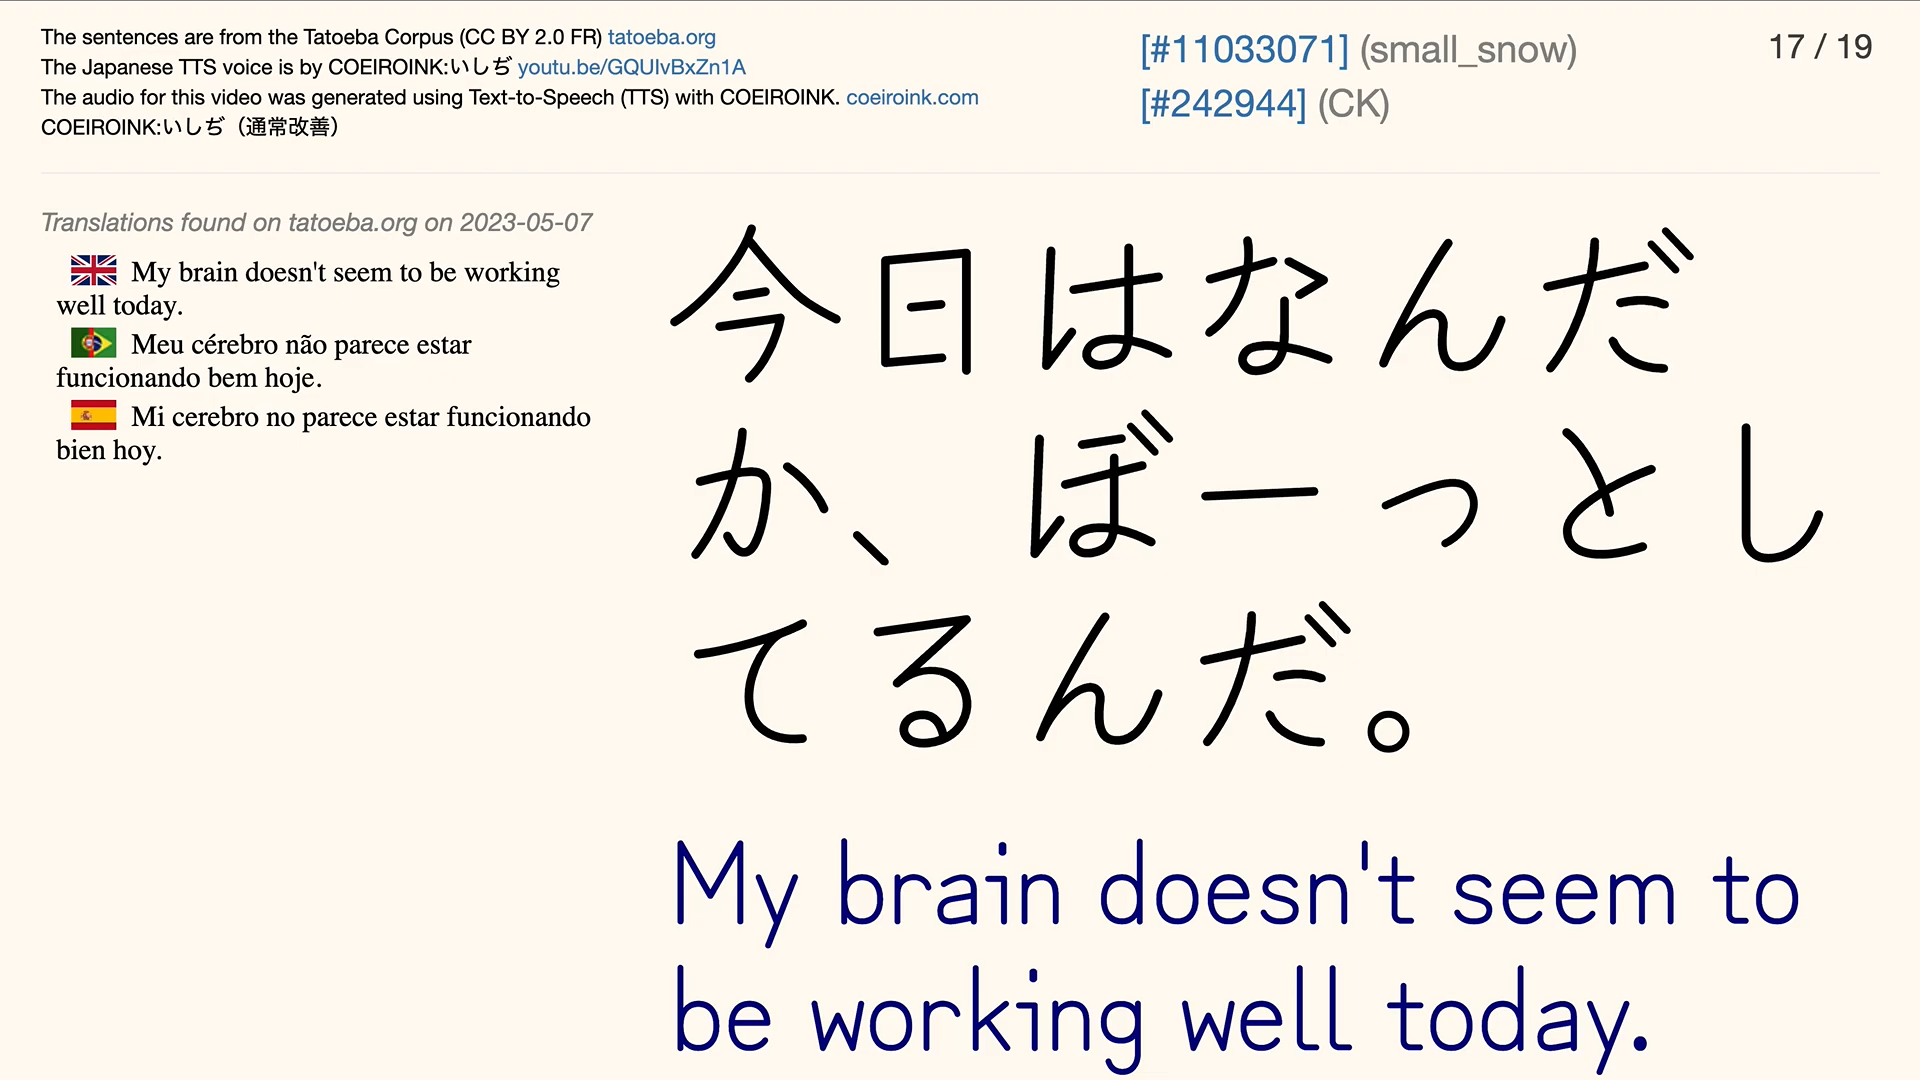 The sentences are from the Tatoeba Corpus (CC BY 2.0 FR) tatoeba.org
The Japanese TTS voice is by COEIROINK:いしぢ youtu.be/GQUIvBxZn1A
The audio for this video was generated using Text-to-Speech (TTS) with COEIROINK. coeiroink.com
COEIROINK:いしぢ（通常改善）
[#11033071] (small_snow)
[#242944] (CK)
17 / 19
Translations found on tatoeba.org on 2023-05-07
My brain doesn't seem to be working
well today.
Meu cérebro não parece estar
funcionando bem hoje.
Mi cerebro no parece estar funcionando
bien hoy.
今日はなんだ
か、ぼーっとし
てるんだ。
My brain doesn't seem to
be working well today.